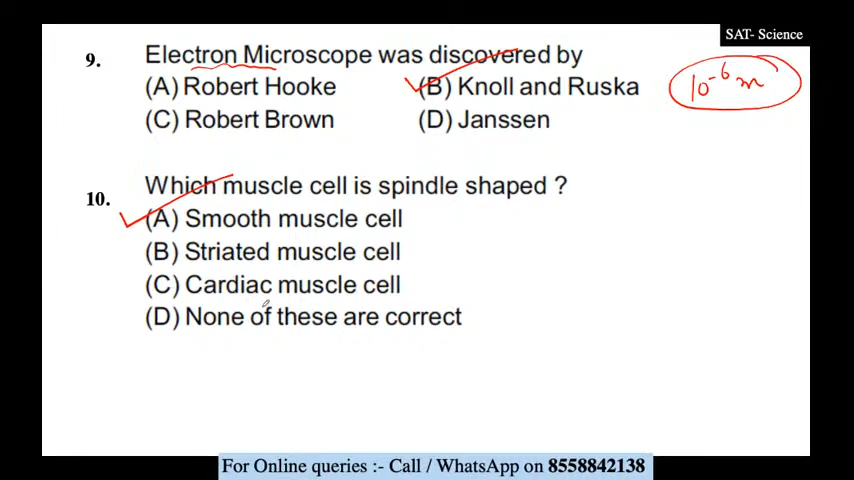 SAT- Science
9. Electron Microscope was discovered by
(A) Robert Hooke (B) Knoll and Ruska
10⁻⁶ m
(C) Robert Brown (D) Janssen
10. Which muscle cell is spindle shaped ?
(A) Smooth muscle cell
(B) Striated muscle cell
(C) Cardiac muscle cell
(D) None of these are correct
For Online queries :- Call / WhatsApp on 8558842138